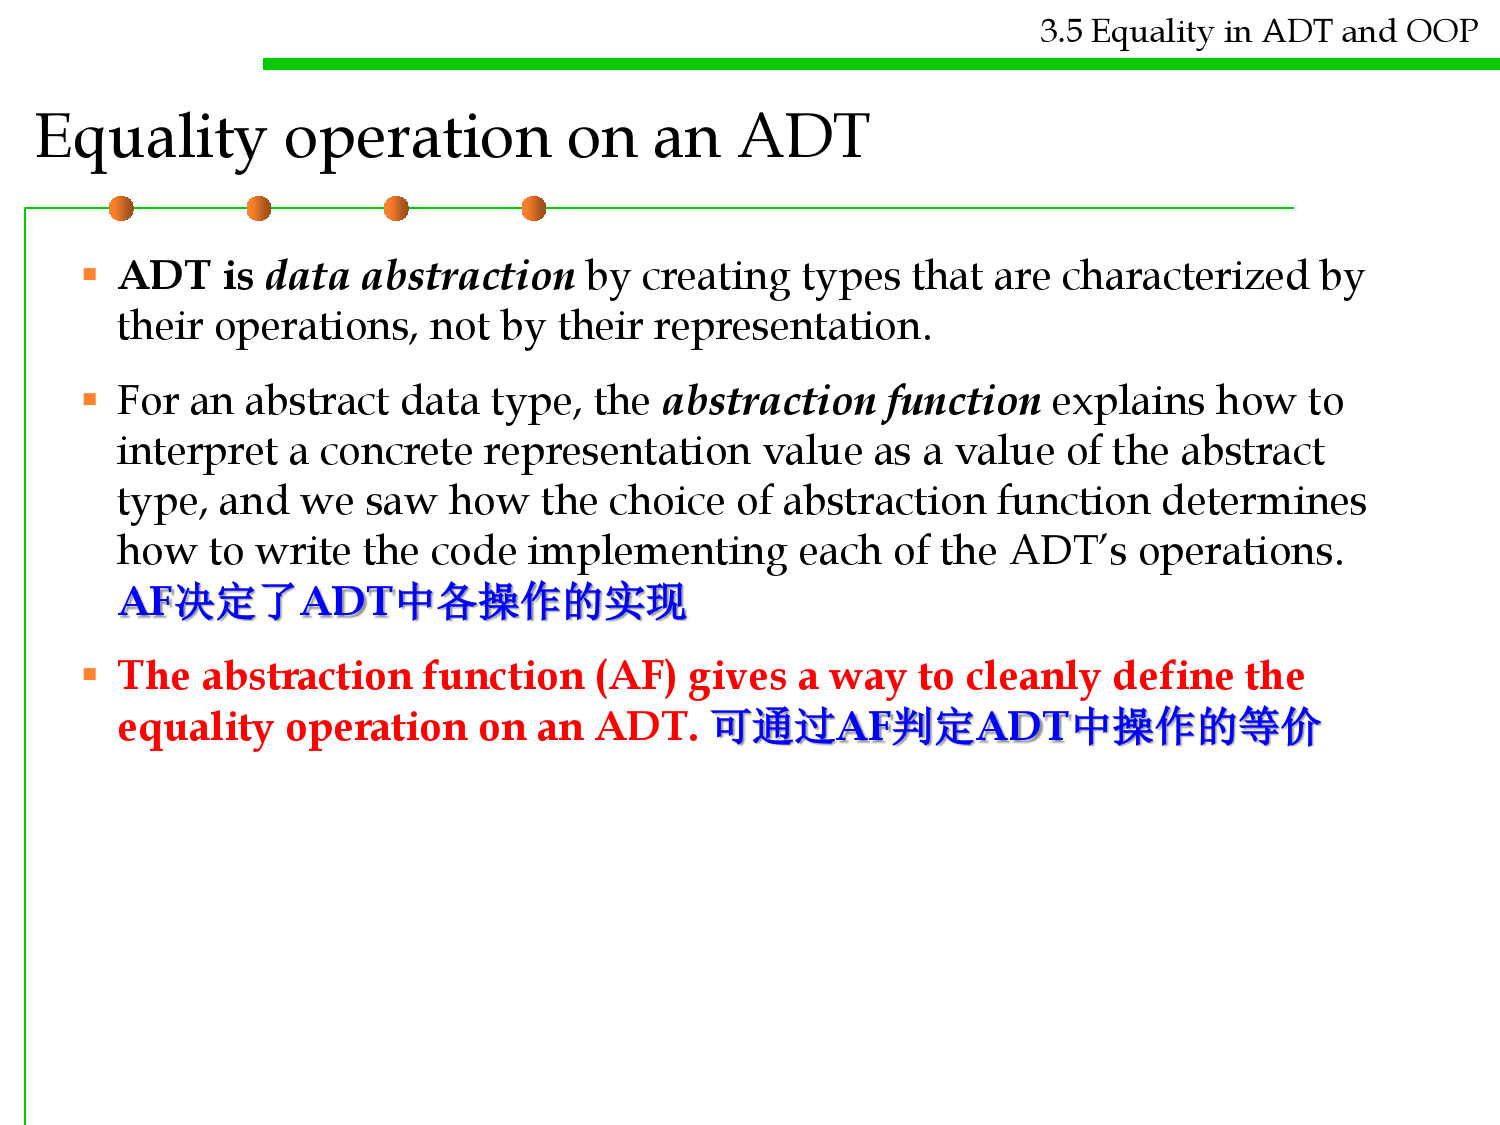 3.5 Equality in ADT and OOP
Equality operation on an ADT
ADT is data abstraction by creating types that are characterized by
their operations, not by their representation.
For an abstract data type, the abstraction function explains how to
interpret a concrete representation value as a value of the abstract
type, and we saw how the choice of abstraction function determines
how to write the code implementing each of the ADT’s operations.
AF决定了ADT中各操作的实现
The abstraction function (AF) gives a way to cleanly define the
equality operation on an ADT. 可通过AF判定ADT中操作的等价